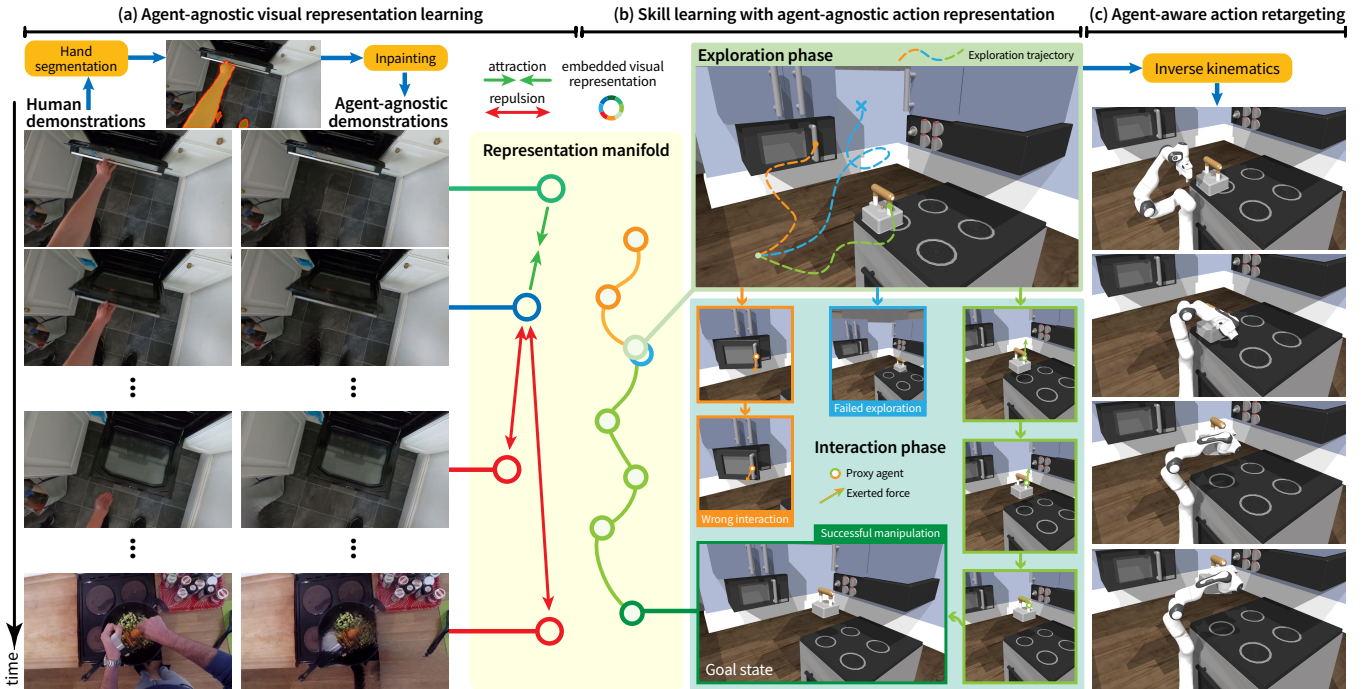 (a) Agent-agnostic visual representation learning
Hand
segmentation
Inpainting
Human
demonstrations
Agent-agnostic
demonstrations
attraction
repulsion
embedded visual
representation
Representation manifold
time
(b) Skill learning with agent-agnostic action representation
Exploration phase
Exploration trajectory
Failed exploration
Wrong interaction
Interaction phase
Proxy agent
Exerted force
Successful manipulation
Goal state
(c) Agent-aware action retargeting
Inverse kinematics